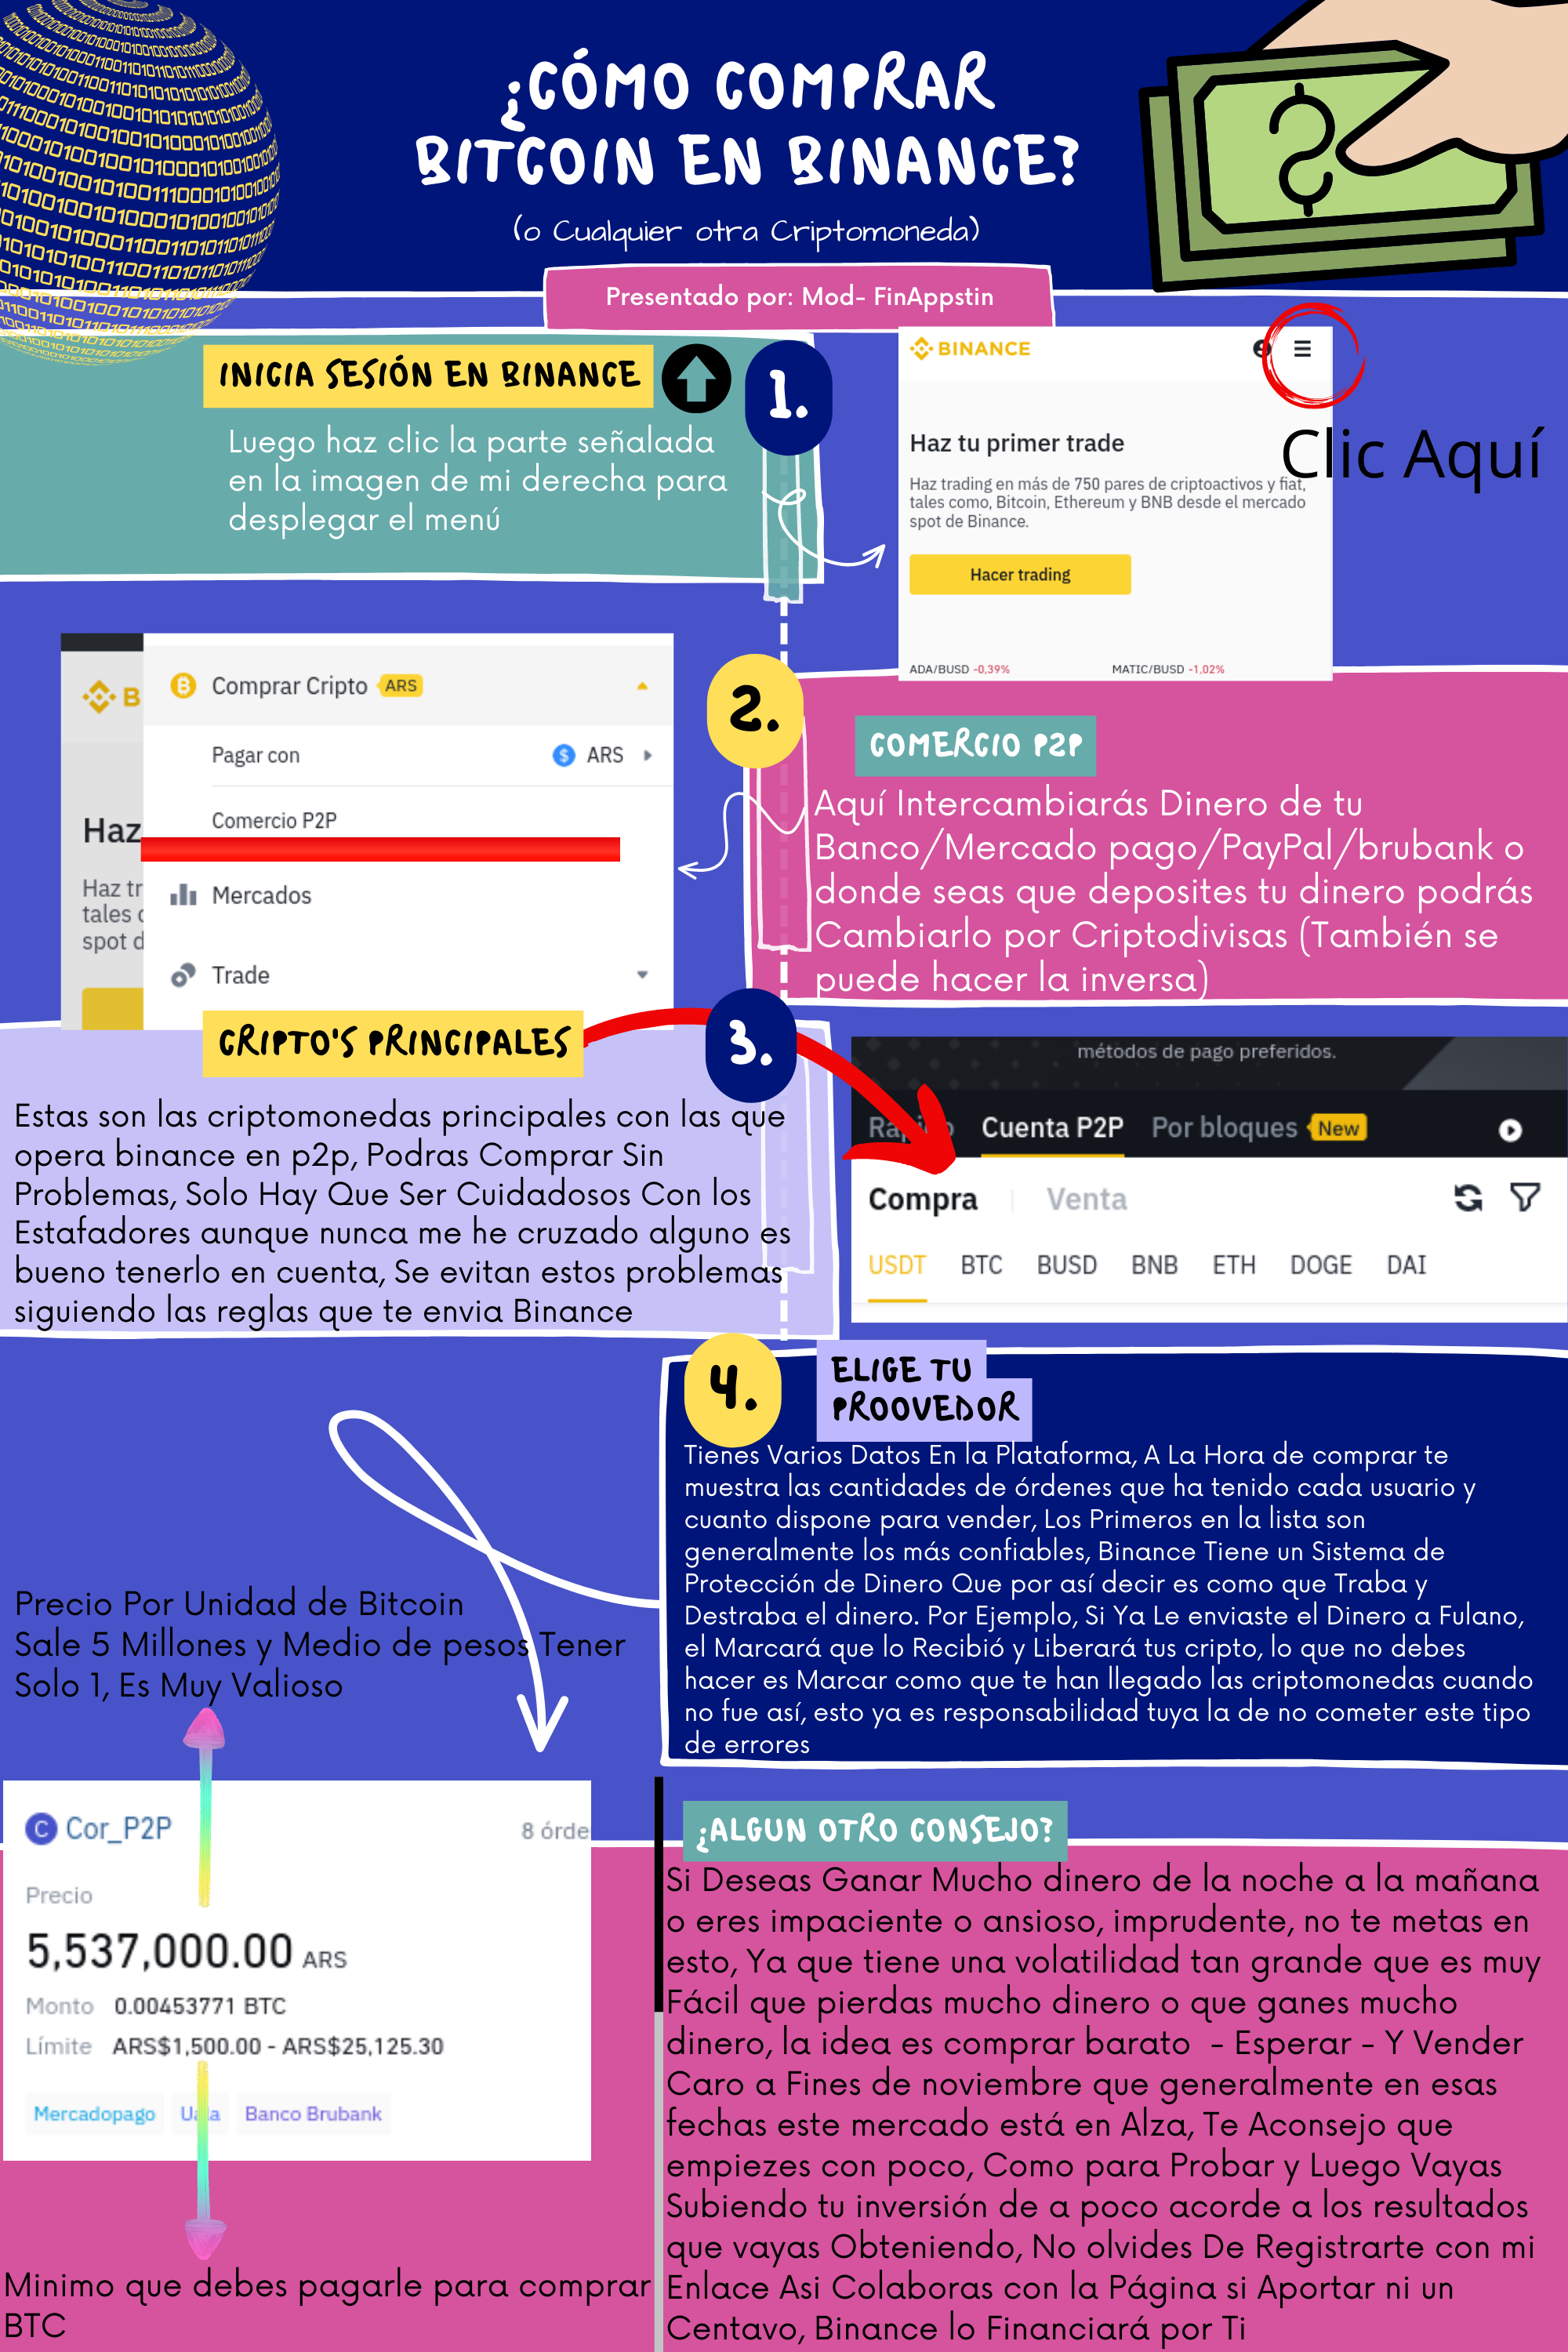 ¿CÓMO COMPRAR
BITCOIN EN BINANCE?
(o Cualquier otra Criptomoneda)
Presentado por: Mod- FinAppstin
INICIA SESIÓN EN BINANCE
1.
Luego haz clic la parte señalada
en la imagen de mi derecha para
desplegar el menú
BINANCE
Clic Aquí
Haz tu primer trade
Haz trading en más de 750 pares de criptoactivos y fiat,
tales como, Bitcoin, Ethereum y BNB desde el mercado
spot de Binance.
Hacer trading
ADA/BUSD -0,39%
MATIC/BUSD -1,02%
B
Haz
Haz tr
tales
spot d
Comprar Cripto ARS
Pagar con
ARS
Comercio P2P
Mercados
Trade
2.
COMERCIO P2P
Aquí Intercambiarás Dinero de tu
Banco/Mercado pago/PayPal/brubank o
donde seas que deposites tu dinero podrás
Cambiarlo por Criptodivisas (También se
puede hacer la inversa)
CRIPTO'S PRINCIPALES
3.
Estas son las criptomonedas principales con las que
opera binance en p2p, Podras Comprar Sin
Problemas, Solo Hay Que Ser Cuidadosos Con los
Estafadores aunque nunca me he cruzado alguno es
bueno tenerlo en cuenta, Se evitan estos problemas
siguiendo las reglas que te envia Binance
métodos de pago preferidos.
Cuenta P2P Por bloques New
Compra Venta
USDT BTC BUSD BNB ETH DOGE DAI
4.
ELIGE TU
PROOVEDOR
Tienes Varios Datos En la Plataforma, A La Hora de comprar te
muestra las cantidades de órdenes que ha tenido cada usuario y
cuanto dispone para vender, Los Primeros en la lista son
generalmente los más confiables, Binance Tiene un Sistema de
Protección de Dinero Que por así decir es como que Traba y
Destraba el dinero. Por Ejemplo, Si Ya Le enviaste el Dinero a Fulano,
el Marcará que lo Recibió y Liberará tus cripto, lo que no debes
hacer es Marcar como que te han llegado las criptomonedas cuando
no fue así, esto ya es responsabilidad tuya la de no cometer este tipo
de errores
Precio Por Unidad de Bitcoin
Sale 5 Millones y Medio de pesos Tener
Solo 1, Es Muy Valioso
C Cor_P2P
8 órde
Precio
5,537,000.00 ARS
Monto 0.00453771 BTC
Límite ARS$1,500.00 - ARS$25,125.30
Mercadopago Banco Brubank
Minimo que debes pagarle para comprar
BTC
¿ALGUN OTRO CONSEJO?
Si Deseas Ganar Mucho dinero de la noche a la mañana
o eres impaciente o ansioso, imprudente, no te metas en
esto, Ya que tiene una volatilidad tan grande que es muy
Fácil que pierdas mucho dinero o que ganes mucho
dinero, la idea es comprar barato - Esperar - Y Vender
Caro a Fines de noviembre que generalmente en esas
fechas este mercado está en Alza, Te Aconsejo que
empiezes con poco, Como para Probar y Luego Vayas
Subiendo tu inversión de a poco acorde a los resultados
que vayas Obteniendo, No olvides De Registrarte con mi
Enlace Asi Colaboras con la Página si Aportar ni un
Centavo, Binance lo Financiará por Ti